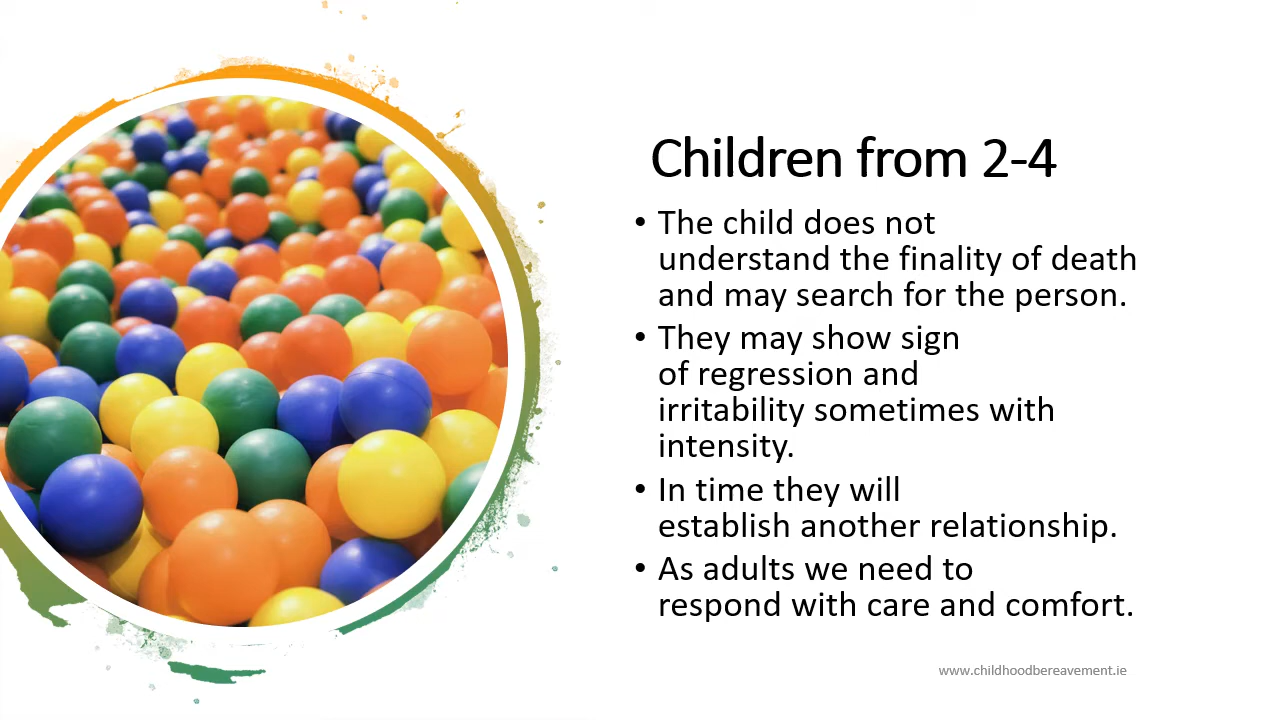 Children from 2-4
• The child does not
understand the finality of death
and may search for the person.
• They may show sign
of regression and
irritability sometimes with
intensity.
• In time they will
establish another relationship.
• As adults we need to
respond with care and comfort.
www.childhoodbereavement.ie